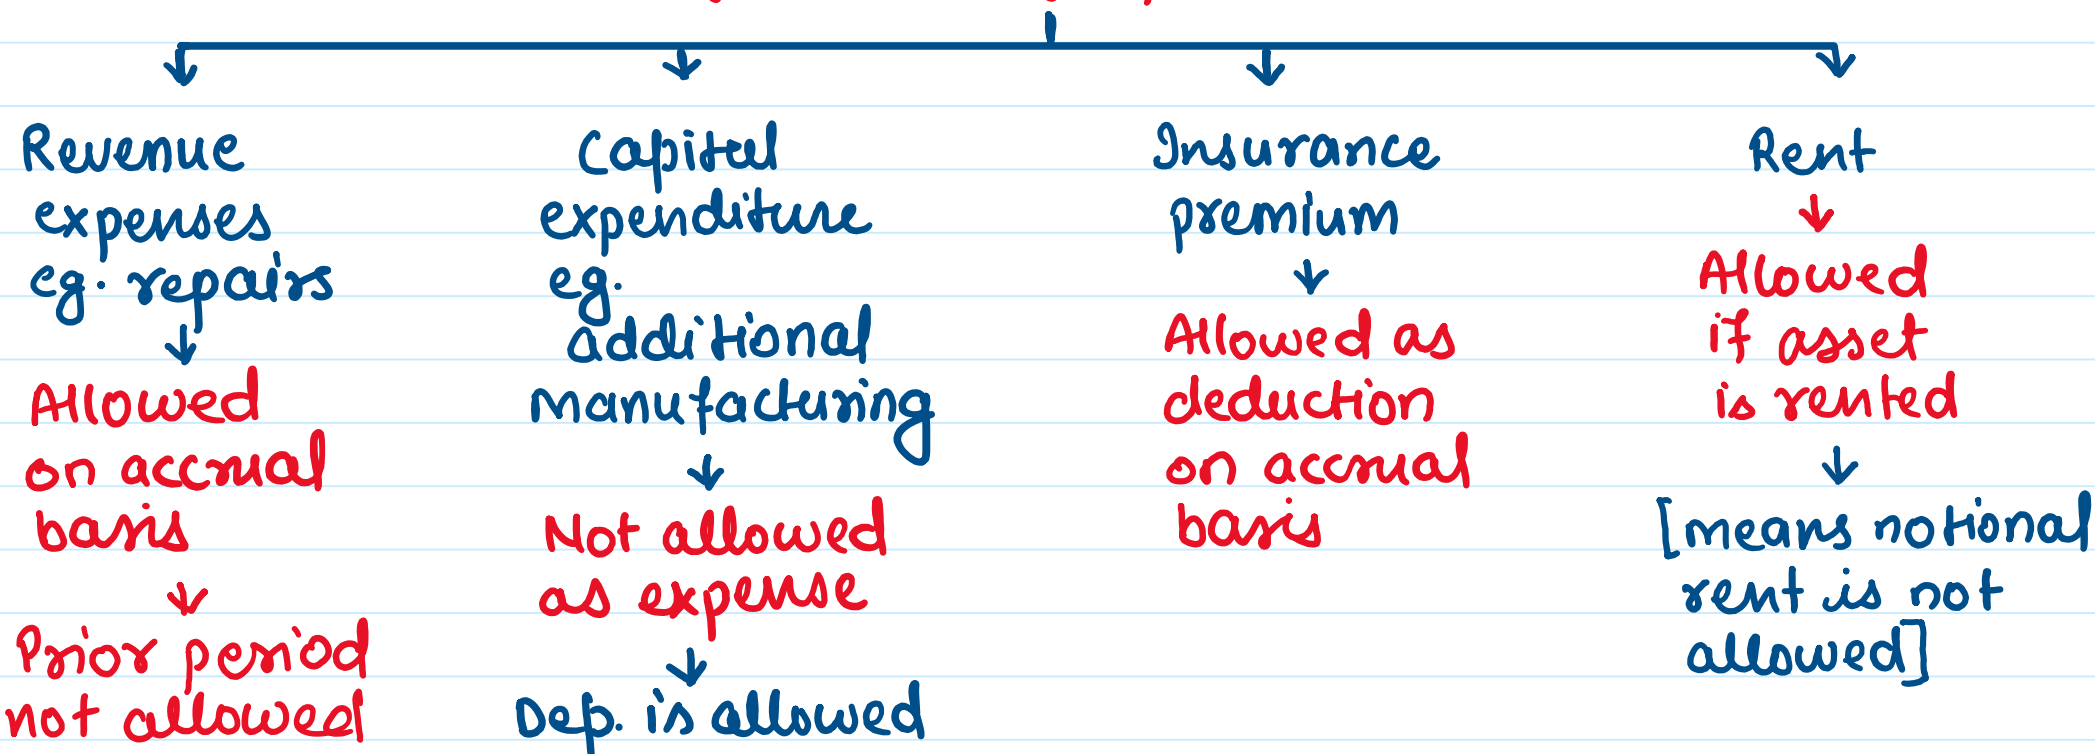 Revenue
expenses
eg. repairs
Allowed
on accrual
basis
Prior period
not allowed
Capital
expenditure
eg.
additional
manufacturing
Not allowed
as expense
Dep. is allowed
Insurance
premium
Allowed as
deduction
on accrual
basis
Rent
Allowed
if asset
is rented
[means notional
rent is not
allowed]